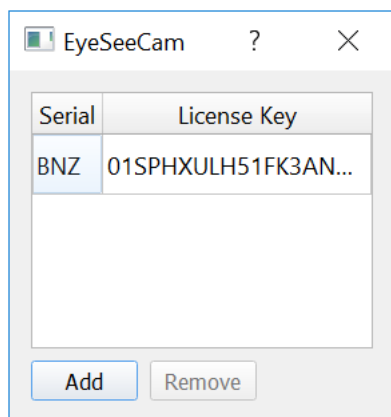 EyeSeeCam ?
Serial License Key
BNZ 01SPHXULH51FK3AN...
Add Remove